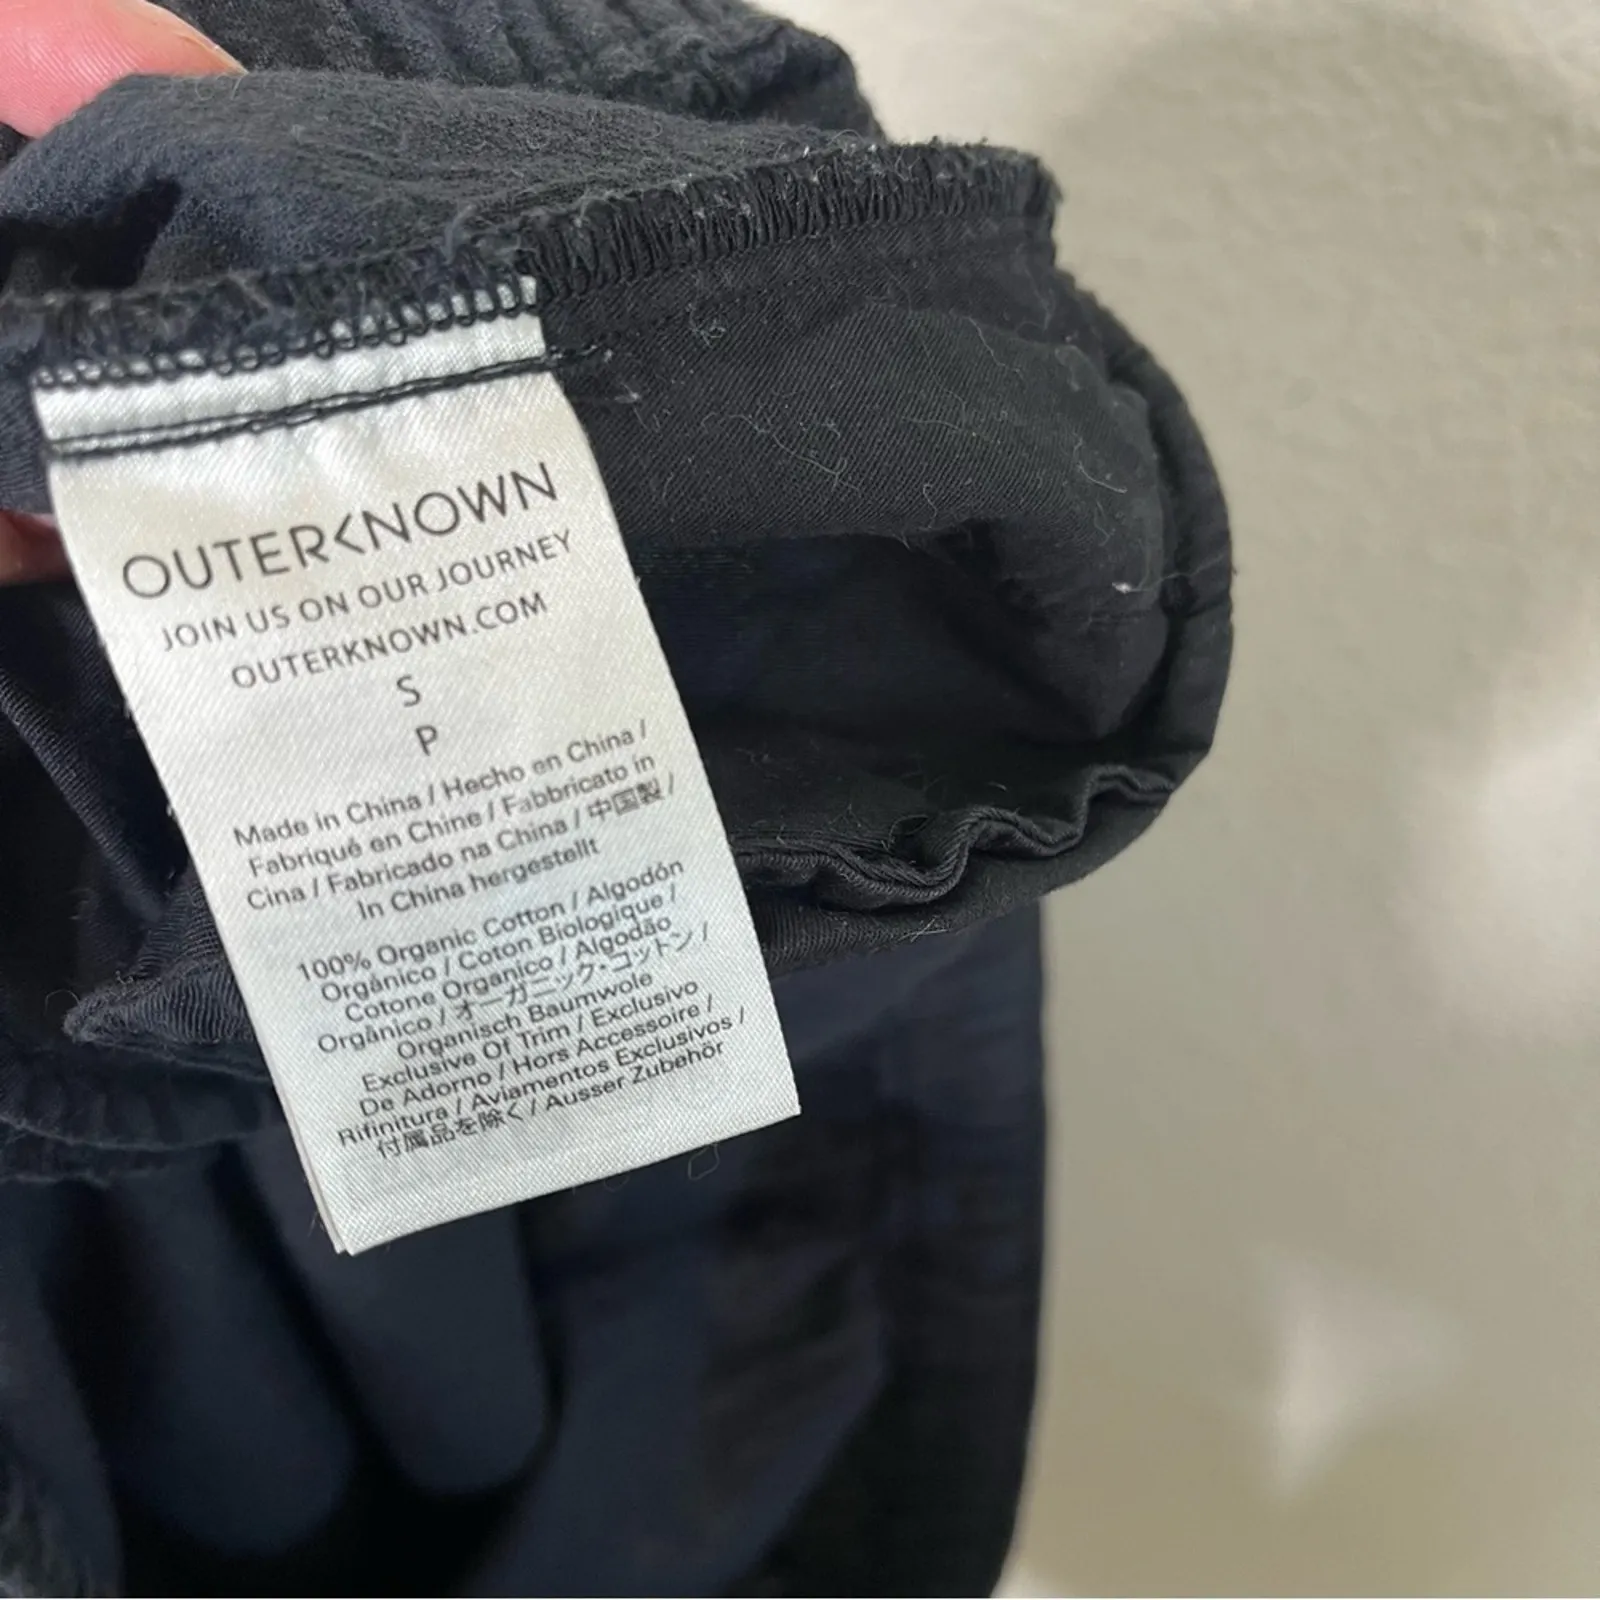 OUTER<NOWN
JOIN US ON OUR JOURNEY
OUTERKNOWN.COM
S
P
Made in China / Hecho en China /
Fabriqué en Chine / Fabbricato in
Cina / Fabricado na China / 中国製 /
In China hergestellt
100% Organic Cotton / Algodón
Orgánico / Coton Biologique /
Cotone Organico / Algodão
Orgânico / オーガニック・コットン /
Organisch Baumwole
Exclusive Of Trim / Exclusivo
De Adorno / Hors Accessoire /
Rifinitura / Aviamentos Exclusivos /
付属品を除く / Ausser Zubehör